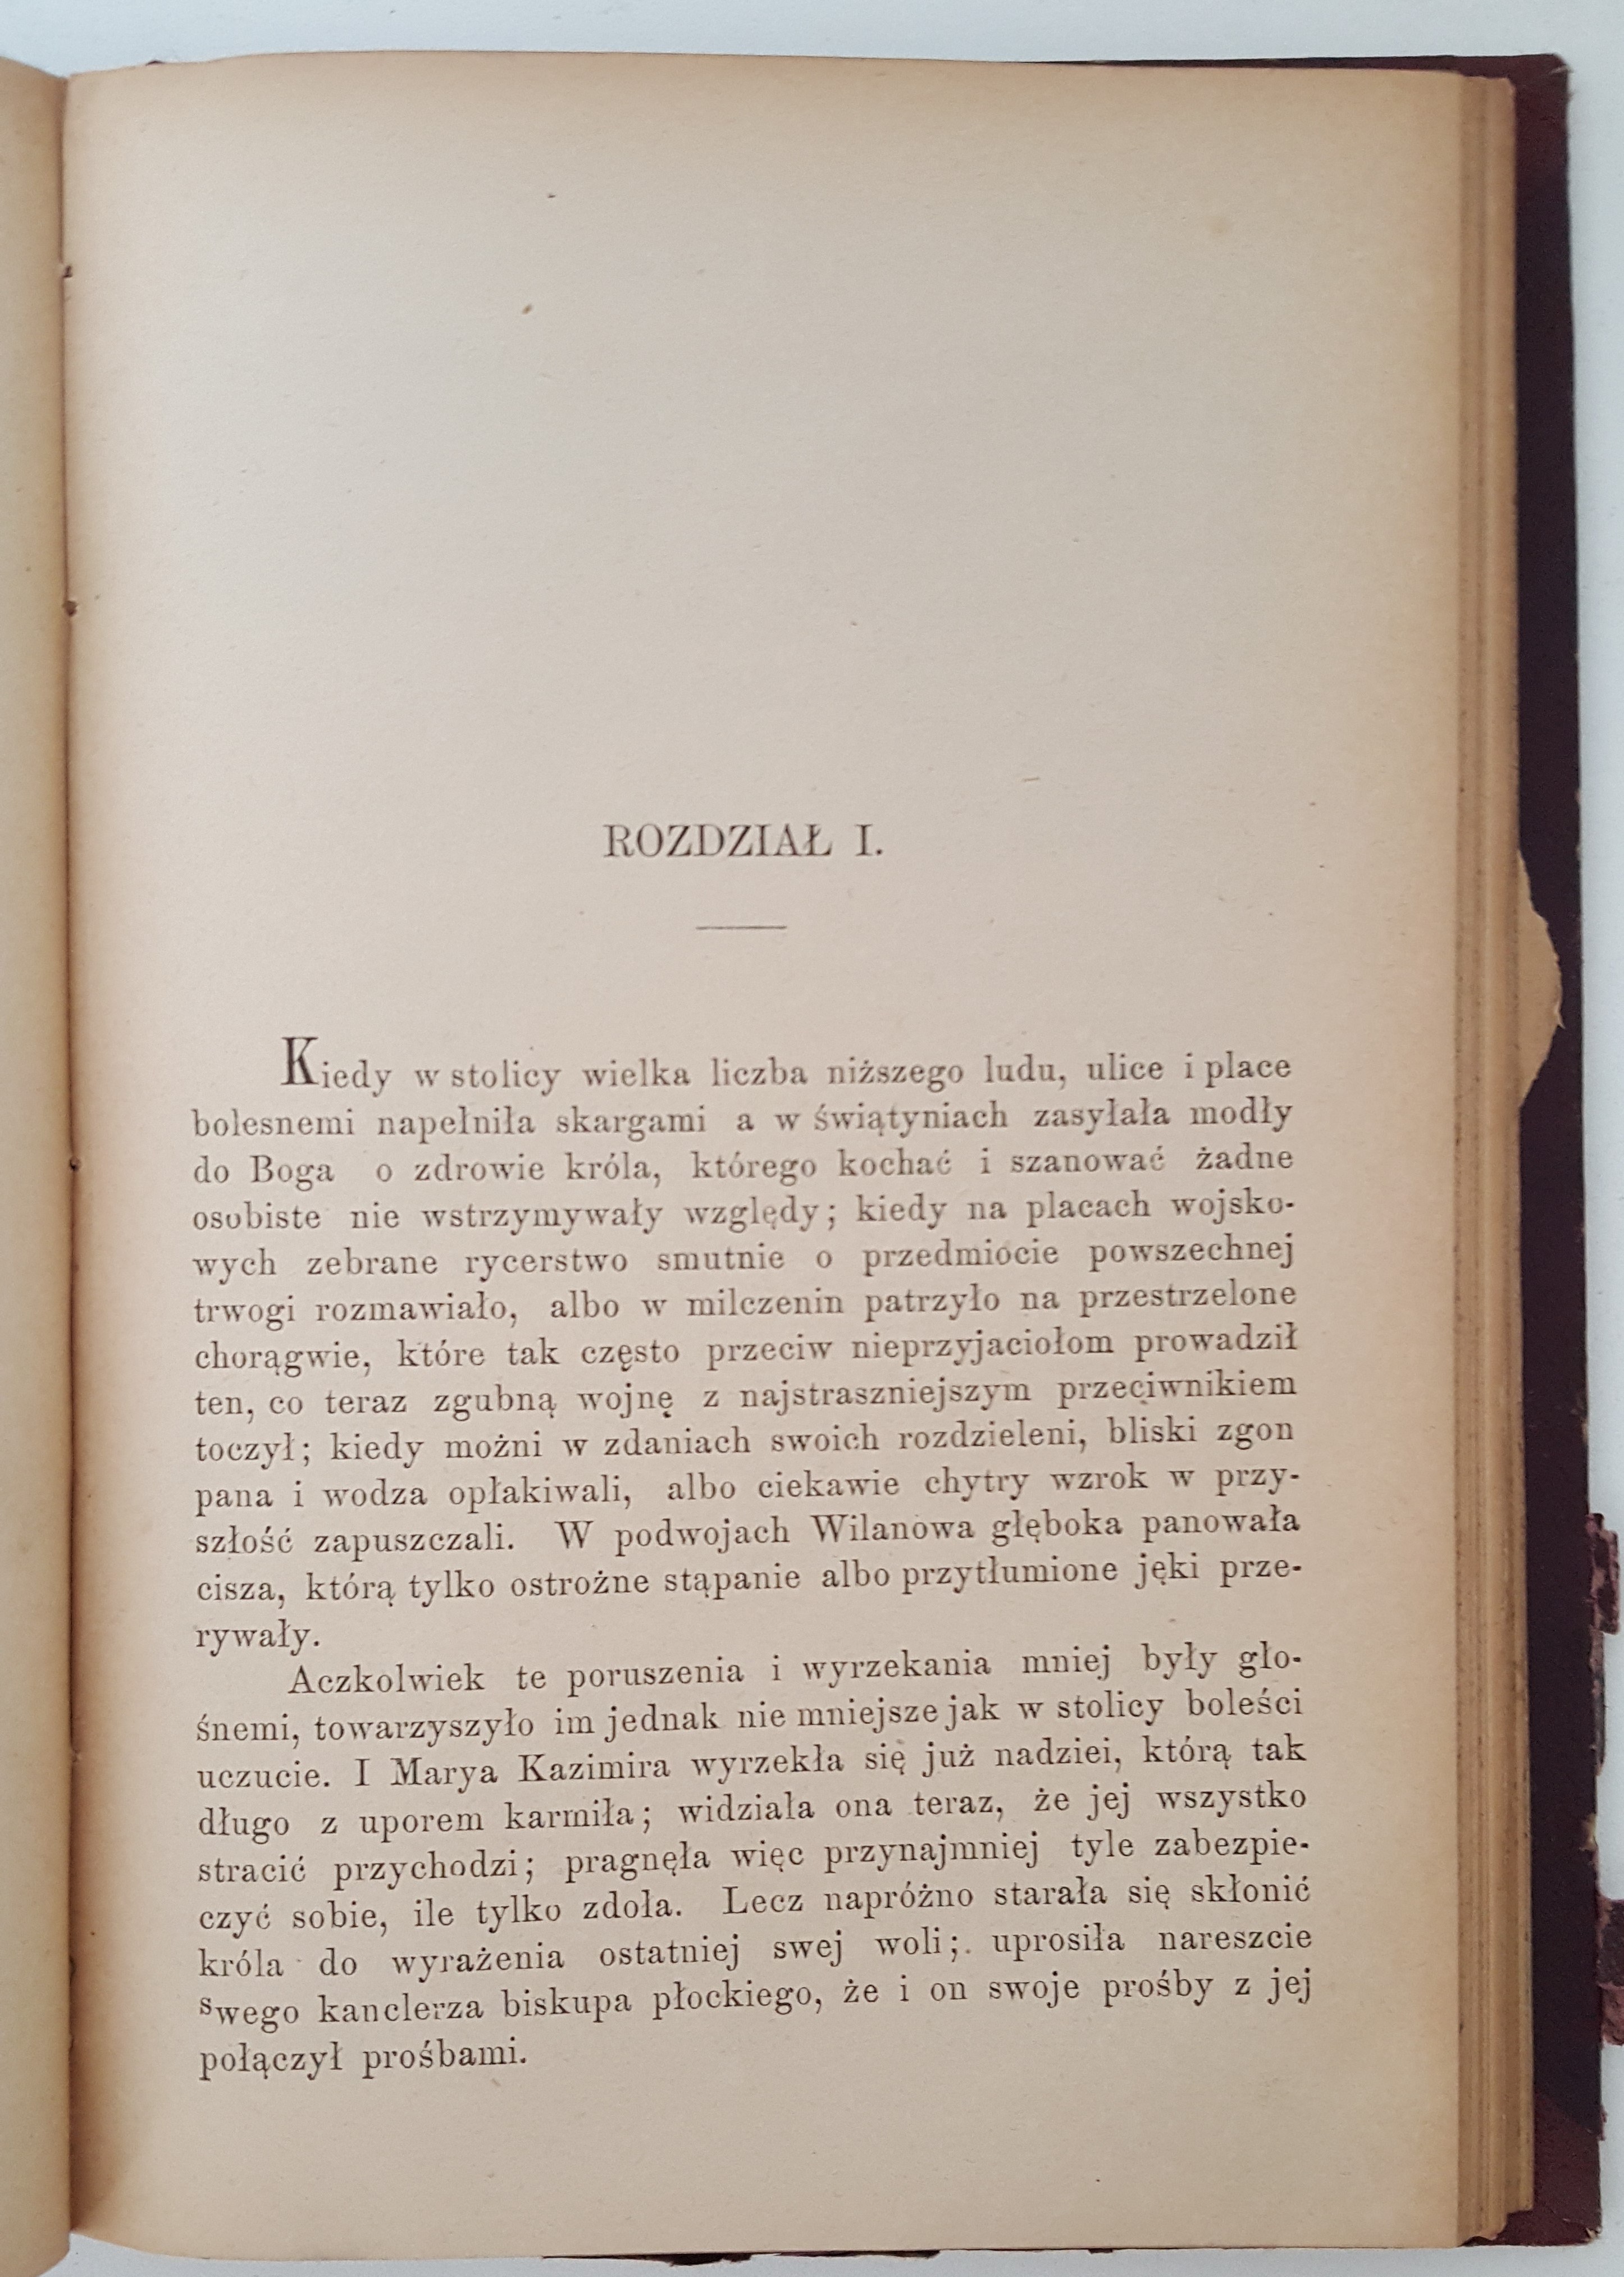 ROZDZIAŁ I.
Kiedy w stolicy wielka liczba niższego ludu, ulice i place
bolesnemi napełniła skargami a w świątyniach zasyłała modły
do Boga o zdrowie króla, którego kochać i szanować żadne
osobiste nie wstrzymywały względy; kiedy na placach wojsko-
wych zebrane rycerstwo smutnie o przedmiocie powszechnej
trwogi rozmawiało, albo w milczenin patrzyło na przestrzelone
chorągwie, które tak często przeciw nieprzyjaciołom prowadził
ten, co teraz zgubną wojnę z najstraszniejszym przeciwnikiem
toczył; kiedy możni w zdaniach swoich rozdzieleni, bliski zgon
pana i wodza opłakiwali, albo ciekawie chytry wzrok w przy-
szłość zapuszczali. W podwojach Wilanowa głęboka panowała
cisza, którą tylko ostrożne stąpanie albo przytłumione jęki prze-
rywały.
Aczkolwiek te poruszenia i wyrzekania mniej były gło-
śnemi, towarzyszyło im jednak nie mniejsze jak w stolicy boleści
uczucie. I Marya Kazimira wyrzekła się już nadziei, którą tak
długo z uporem karmiła; widziala ona teraz, że jej wszystko
stracić przychodzi; pragnęła więc przynajmniej tyle zabezpie-
czyć sobie, ile tylko zdoła. Lecz napróżno starała się skłonić
króla do wyrażenia ostatniej swej woli; uprosiła nareszcie
swego kanclerza biskupa płockiego, że i on swoje prośby z jej
połączył prośbami.